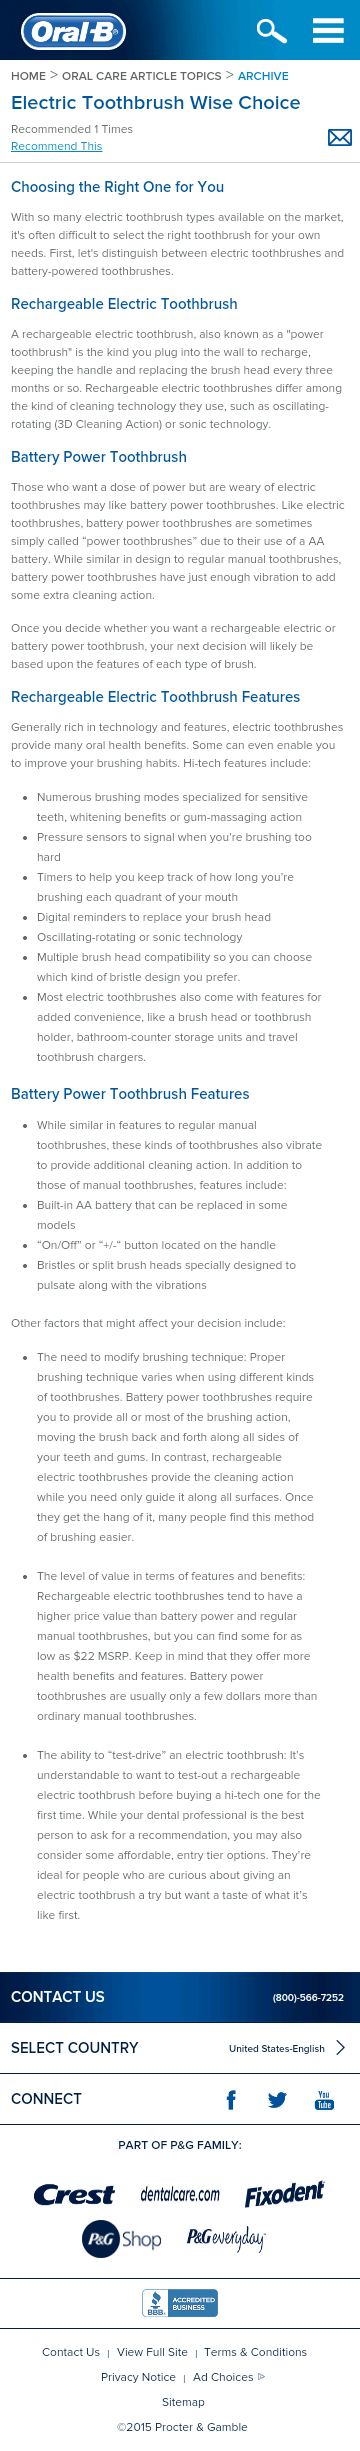 Oral-B
HOME > ORAL CARE ARTICLE TOPICS > ARCHIVE
Electric Toothbrush Wise Choice
Recommended 1 Times
Recommend This
Choosing the Right One for You
With so many electric toothbrush types available on the market,
it's often difficult to select the right toothbrush for your own
needs. First, let's distinguish between electric toothbrushes and
battery-powered toothbrushes.
Rechargeable Electric Toothbrush
A rechargeable electric toothbrush, also known as a "power
toothbrush" is the kind you plug into the wall to recharge,
keeping the handle and replacing the brush head every three
months or so. Rechargeable electric toothbrushes differ among
the kind of cleaning technology they use, such as oscillating-
rotating (3D Cleaning Action) or sonic technology.
Battery Power Toothbrush
Those who want a dose of power but are weary of electric
toothbrushes may like battery power toothbrushes. Like electric
toothbrushes, battery power toothbrushes are sometimes
simply called “power toothbrushes” due to their use of a AA
battery. While similar in design to regular manual toothbrushes,
battery power toothbrushes have just enough vibration to add
some extra cleaning action.
Once you decide whether you want a rechargeable electric or
battery power toothbrush, your next decision will likely be
based upon the features of each type of brush.
Rechargeable Electric Toothbrush Features
Generally rich in technology and features, electric toothbrushes
provide many oral health benefits. Some can even enable you
to improve your brushing habits. Hi-tech features include:
• Numerous brushing modes specialized for sensitive
teeth, whitening benefits or gum-massaging action
• Pressure sensors to signal when you’re brushing too
hard
• Timers to help you keep track of how long you’re
brushing each quadrant of your mouth
• Digital reminders to replace your brush head
• Oscillating-rotating or sonic technology
• Multiple brush head compatibility so you can choose
which kind of bristle design you prefer.
• Most electric toothbrushes also come with features for
added convenience, like a brush head or toothbrush
holder, bathroom-counter storage units and travel
toothbrush chargers.
Battery Power Toothbrush Features
• While similar in features to regular manual
toothbrushes, these kinds of toothbrushes also vibrate
to provide additional cleaning action. In addition to
those of manual toothbrushes, features include:
• Built-in AA battery that can be replaced in some
models
• “On/Off” or “+/-“ button located on the handle
• Bristles or split brush heads specially designed to
pulsate along with the vibrations
Other factors that might affect your decision include:
• The need to modify brushing technique: Proper
brushing technique varies when using different kinds
of toothbrushes. Battery power toothbrushes require
you to provide all or most of the brushing action,
moving the brush back and forth along all sides of
your teeth and gums. In contrast, rechargeable
electric toothbrushes provide the cleaning action
while you need only guide it along all surfaces. Once
they get the hang of it, many people find this method
of brushing easier.
• The level of value in terms of features and benefits:
Rechargeable electric toothbrushes tend to have a
higher price value than battery power and regular
manual toothbrushes, but you can find some for as
low as $22 MSRP. Keep in mind that they offer more
health benefits and features. Battery power
toothbrushes are usually only a few dollars more than
ordinary manual toothbrushes.
• The ability to “test-drive” an electric toothbrush: It’s
understandable to want to test-out a rechargeable
electric toothbrush before buying a hi-tech one for the
first time. While your dental professional is the best
person to ask for a recommendation, you may also
consider some affordable, entry tier options. They’re
ideal for people who are curious about giving an
electric toothbrush a try but want a taste of what it’s
like first.
CONTACT US (800)-566-7252
SELECT COUNTRY United States-English
CONNECT You Tube
PART OF P&G FAMILY:
Crest dentalcare.com Fixodent
P&G Shop P&G everyday
BBB. ACCREDITED BUSINESS
Contact Us | View Full Site | Terms & Conditions
Privacy Notice | Ad Choices
Sitemap
©2015 Procter & Gamble